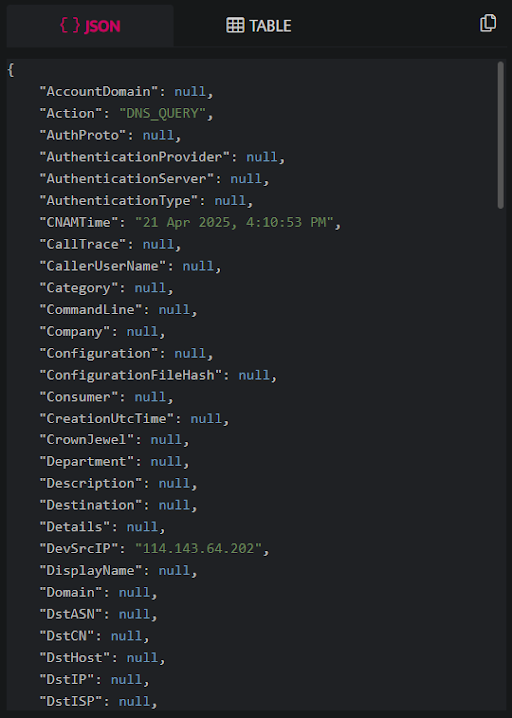 { } JSON
TABLE
{
"AccountDomain": null,
"Action": "DNS_QUERY",
"AuthProto": null,
"AuthenticationProvider": null,
"AuthenticationServer": null,
"AuthenticationType": null,
"CNAMTime": "21 Apr 2025, 4:10:53 PM",
"CallTrace": null,
"CallerUserName": null,
"Category": null,
"CommandLine": null,
"Company": null,
"Configuration": null,
"ConfigurationFileHash": null,
"Consumer": null,
"CreationUtcTime": null,
"CrownJewel": null,
"Department": null,
"Description": null,
"Destination": null,
"Details": null,
"DevSrcIP": "114.143.64.202",
"DisplayName": null,
"Domain": null,
"DstASN": null,
"DstCN": null,
"DstHost": null,
"DstIP": null,
"DstISP": null,